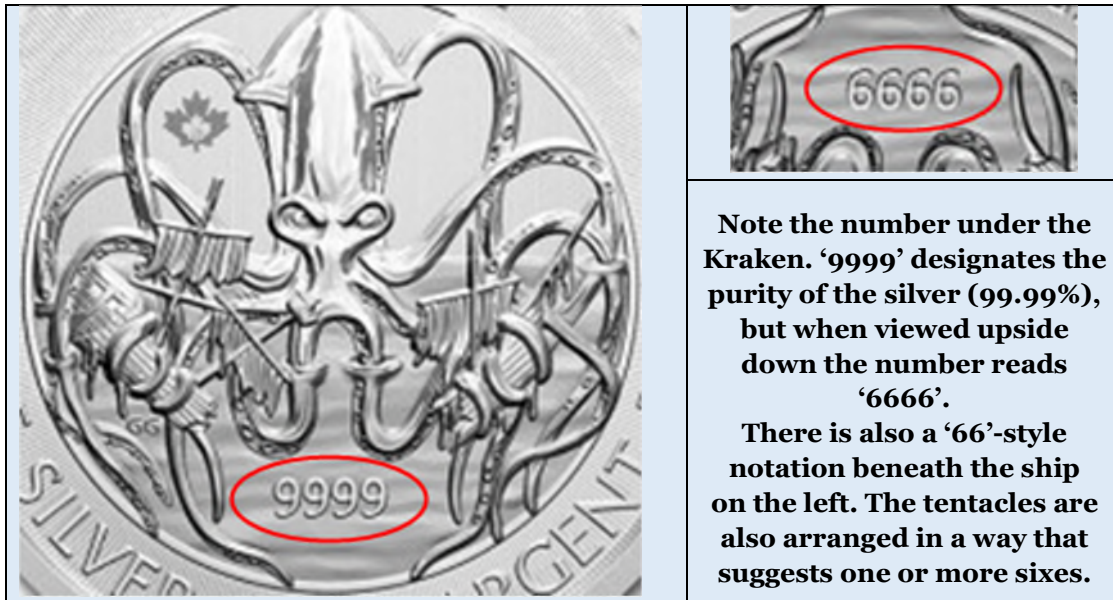 6666
GG
9999
SILVER
ARGENT
Note the number under the
Kraken. ‘9999’ designates the
purity of the silver (99.99%),
but when viewed upside
down the number reads
‘6666’.
There is also a ‘66’-style
notation beneath the ship
on the left. The tentacles are
also arranged in a way that
suggests one or more sixes.